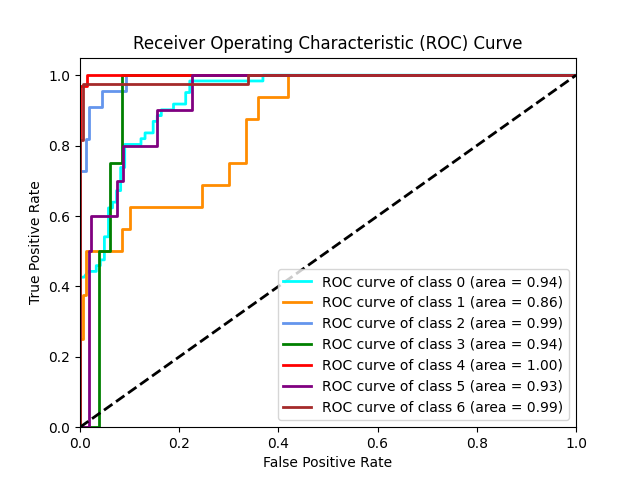 Receiver Operating Characteristic (ROC) Curve
True Positive Rate
1.0
0.8
0.6
0.4
0.2
0.0
ROC curve of class 0 (area = 0.94)
ROC curve of class 1 (area = 0.86)
ROC curve of class 2 (area = 0.99)
ROC curve of class 3 (area = 0.94)
ROC curve of class 4 (area = 1.00)
ROC curve of class 5 (area = 0.93)
ROC curve of class 6 (area = 0.99)
0.0 0.2 0.4 0.6 0.8 1.0
False Positive Rate